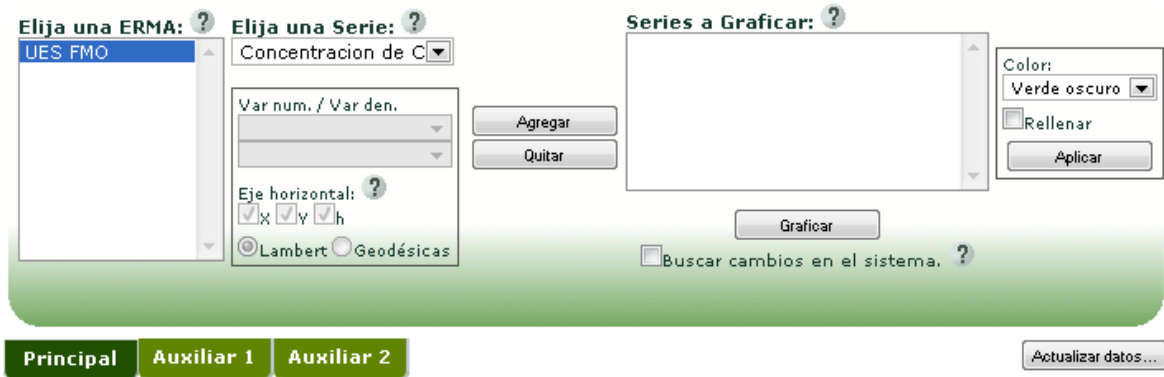 Elija una ERMA: ?
UES FMO
Elija una Serie: ?
Concentracion de C
Var num. / Var den.
Eje horizontal: ?
X Y h
Lambert Geodésicas
Agregar
Quitar
Series a Graficar: ?
Color:
Verde oscuro
Rellenar
Aplicar
Graficar
Buscar cambios en el sistema. ?
Principal Auxiliar 1 Auxiliar 2
Actualizar datos...